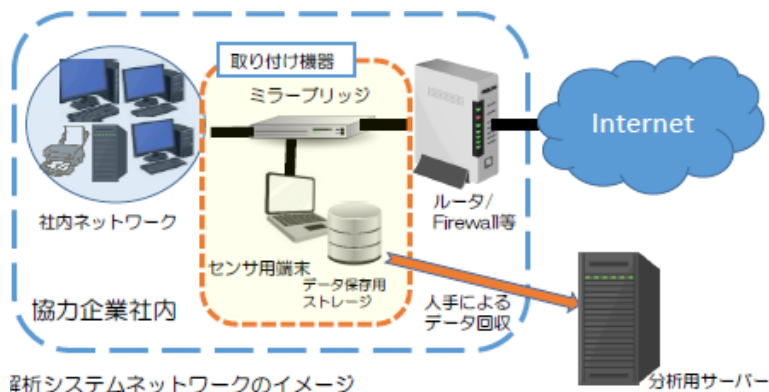 取り付け機器
ミラーブリッジ
Internet
社内ネットワーク
ルータ/
Firewall等
センサ用端末
データ保存用
ストレージ
協力企業社内
人手による
データ回収
解析システムネットワークのイメージ
分析用サーバー